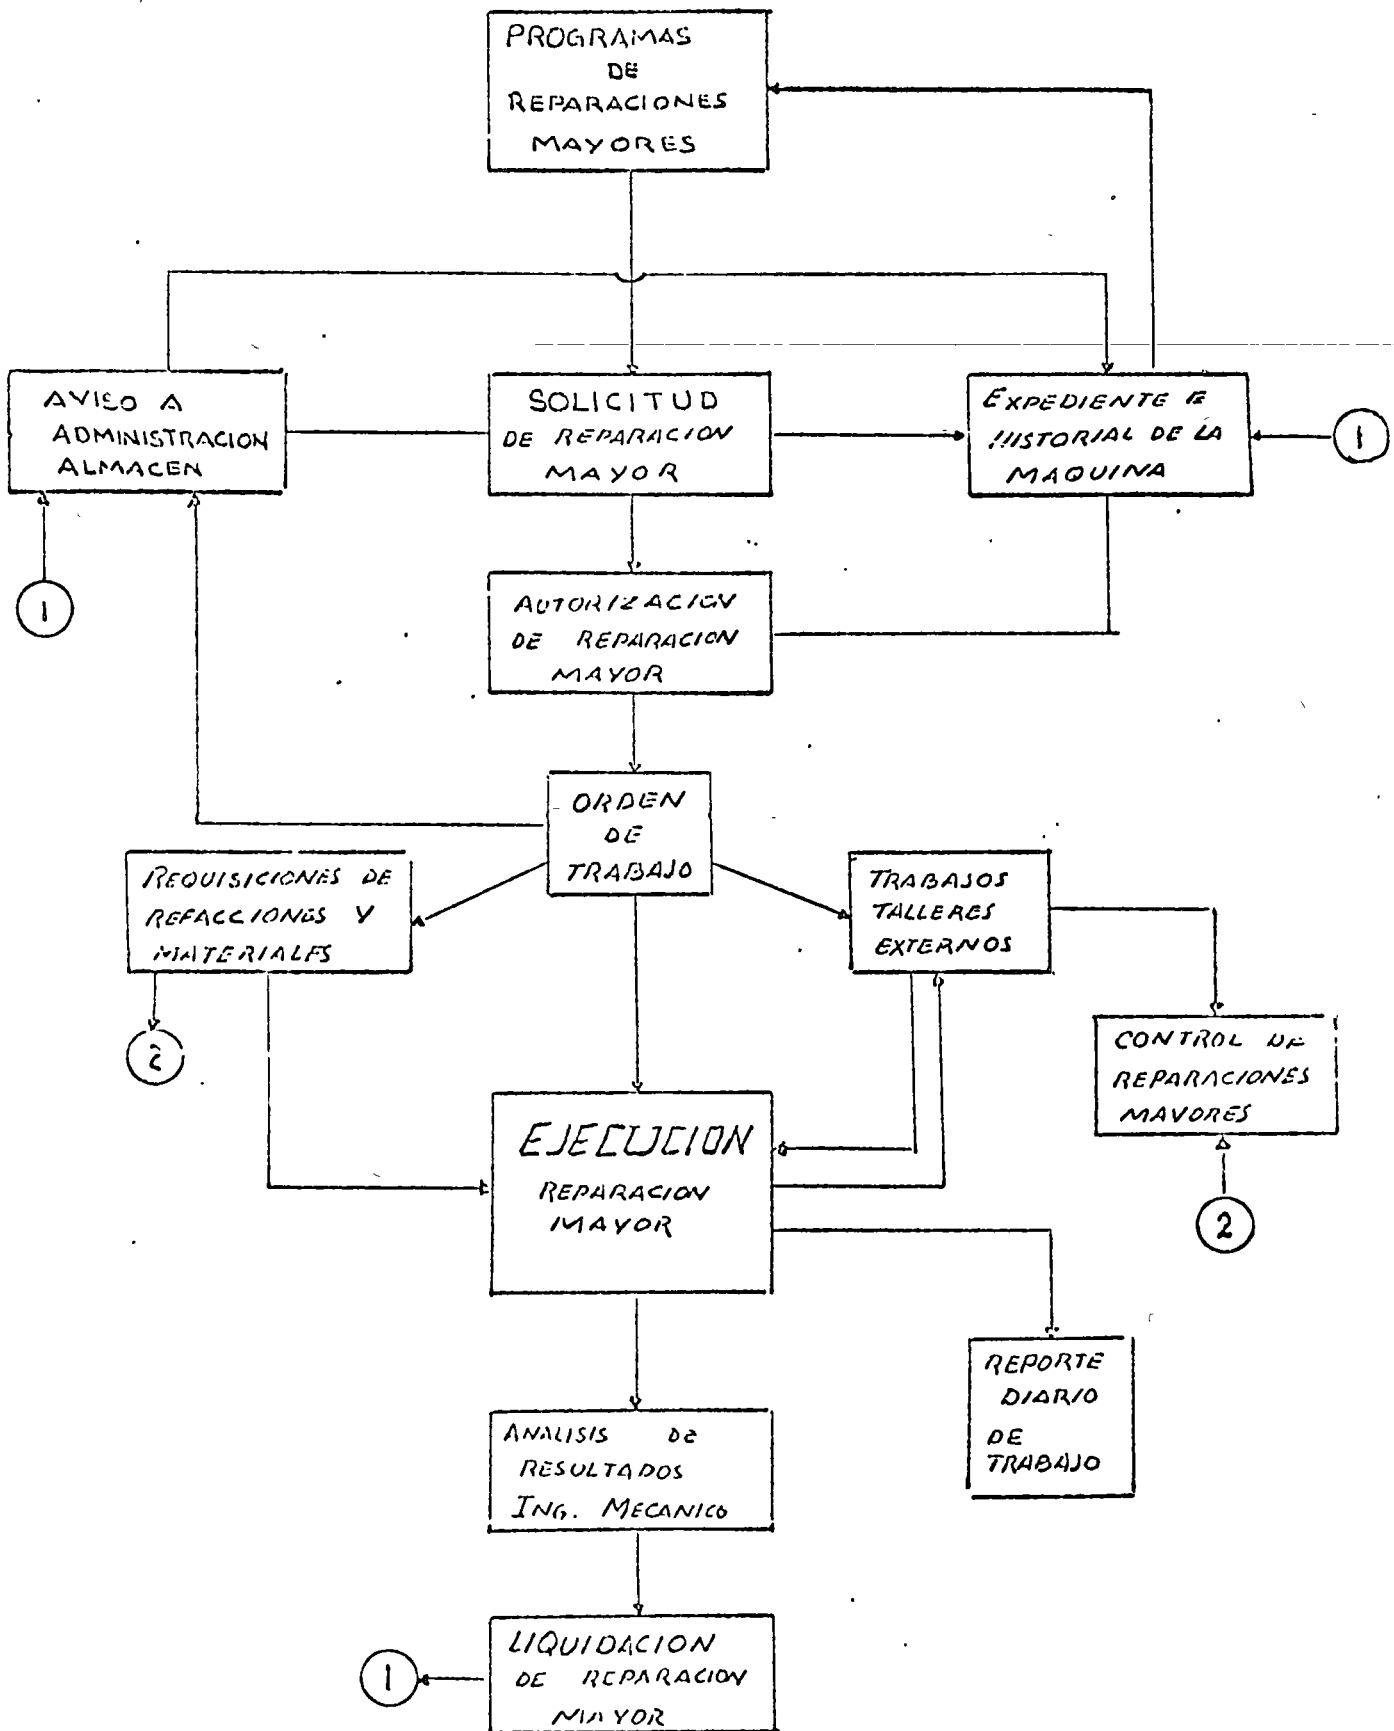 PROGRAMAS
DE
REPARACIONES
MAYORES
AVISO A
ADMINISTRACION
ALMACEN
SOLICITUD
DE REPARACION
MAYOR
EXPEDIENTE E
HISTORIAL DE LA
MAQUINA
1
1
AUTORIZACION
DE REPARACION
MAYOR
ORDEN
DE
TRABAJO
REQUISICIONES DE
REFACCIONES Y
MATERIALES
TRABAJOS
TALLERES
EXTERNOS
2
CONTROL DE
REPARACIONES
MAYORES
EJECUCION
REPARACION
MAYOR
2
REPORTE
DIARIO
DE
TRABAJO
ANALISIS DE
RESULTADOS
ING. MECANICO
LIQUIDACION
DE REPARACION
MAYOR
1